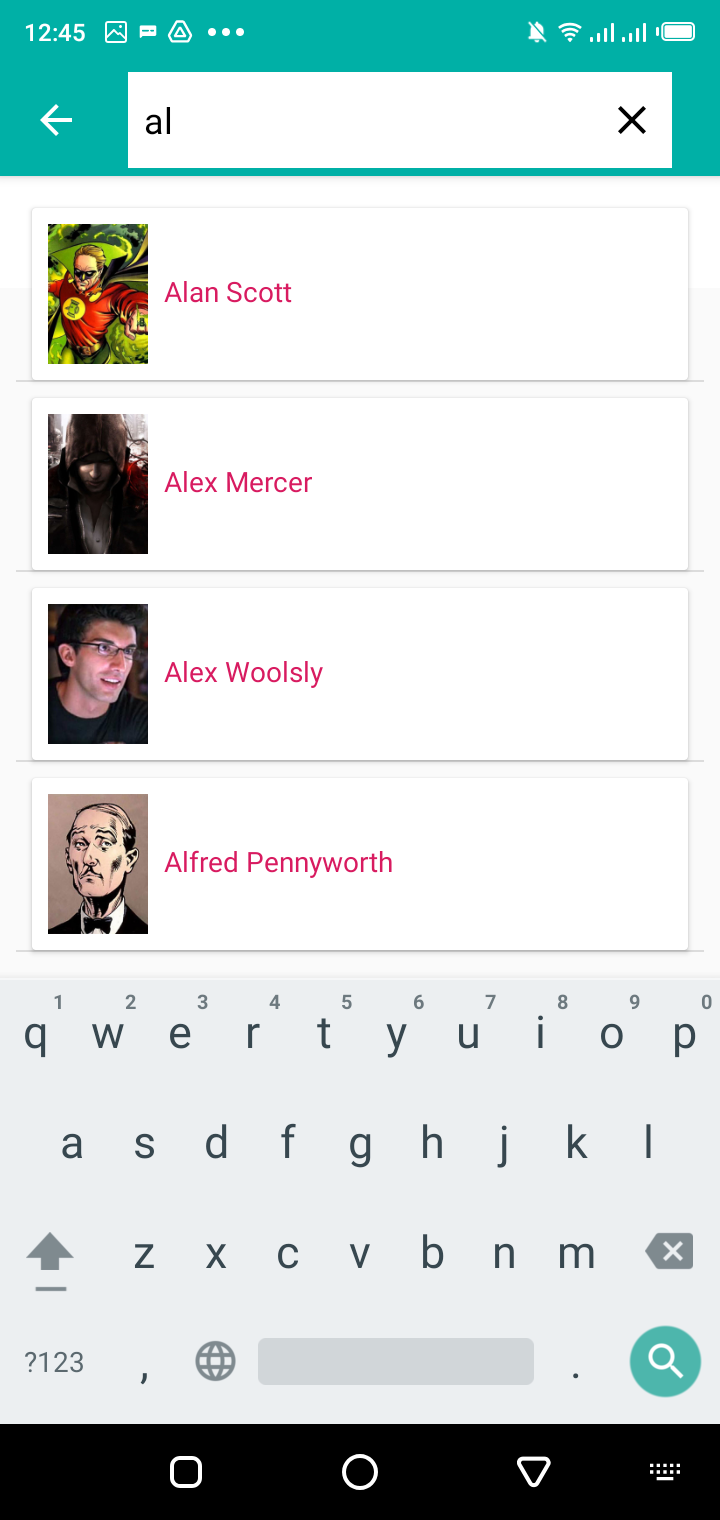 12:45
al
Alan Scott
Alex Mercer
Alex Woolsly
Alfred Pennyworth
1 2 3 4 5 6 7 8 9 0
q w e r t y u i o p
a s d f g h j k l
z x c v b n m
?123 , .